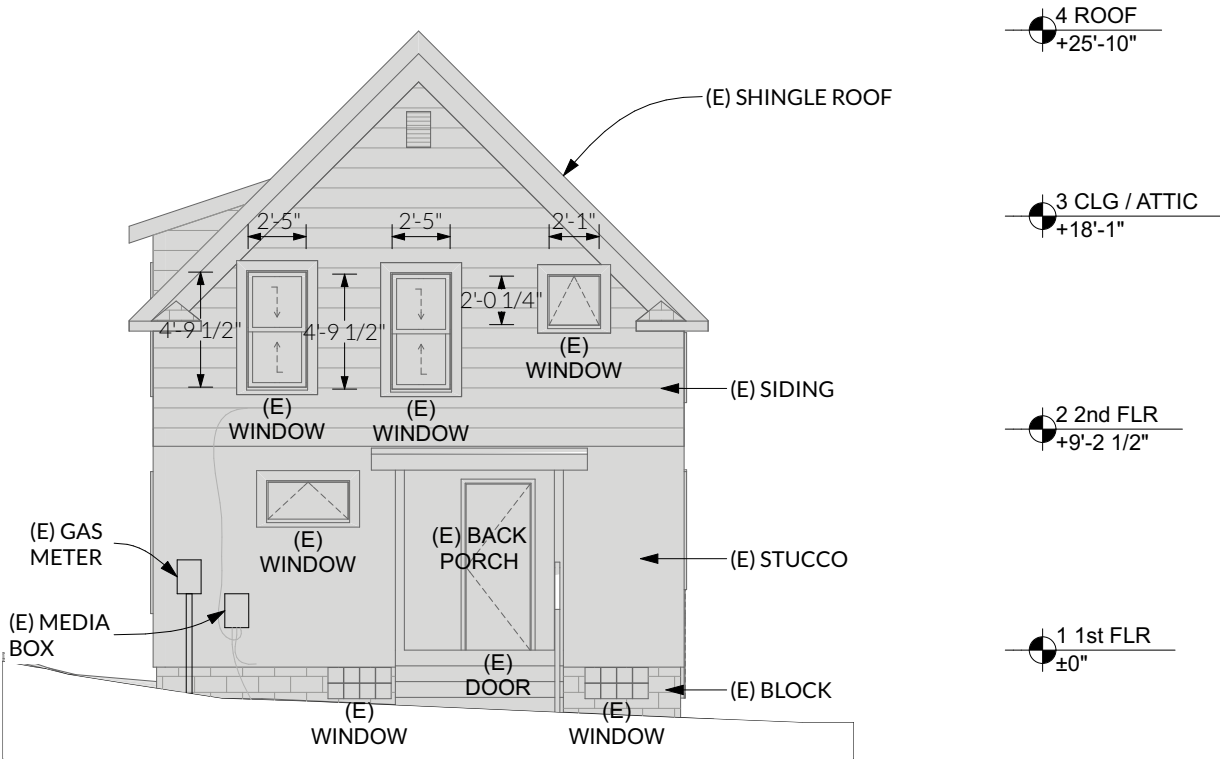 4 ROOF
+25'-10"
(E) SHINGLE ROOF
3 CLG / ATTIC
+18'-1"
2'-5"
2'-5"
2'-1"
4'-9 1/2"
4'-9 1/2"
2'-0 1/4"
(E)
WINDOW
(E) SIDING
(E)
WINDOW
(E)
WINDOW
2 2nd FLR
+9'-2 1/2"
(E) GAS
METER
(E)
WINDOW
(E) BACK
PORCH
(E) STUCCO
(E) MEDIA
BOX
1 1st FLR
±0"
(E)
DOOR
(E) BLOCK
(E)
WINDOW
(E)
WINDOW